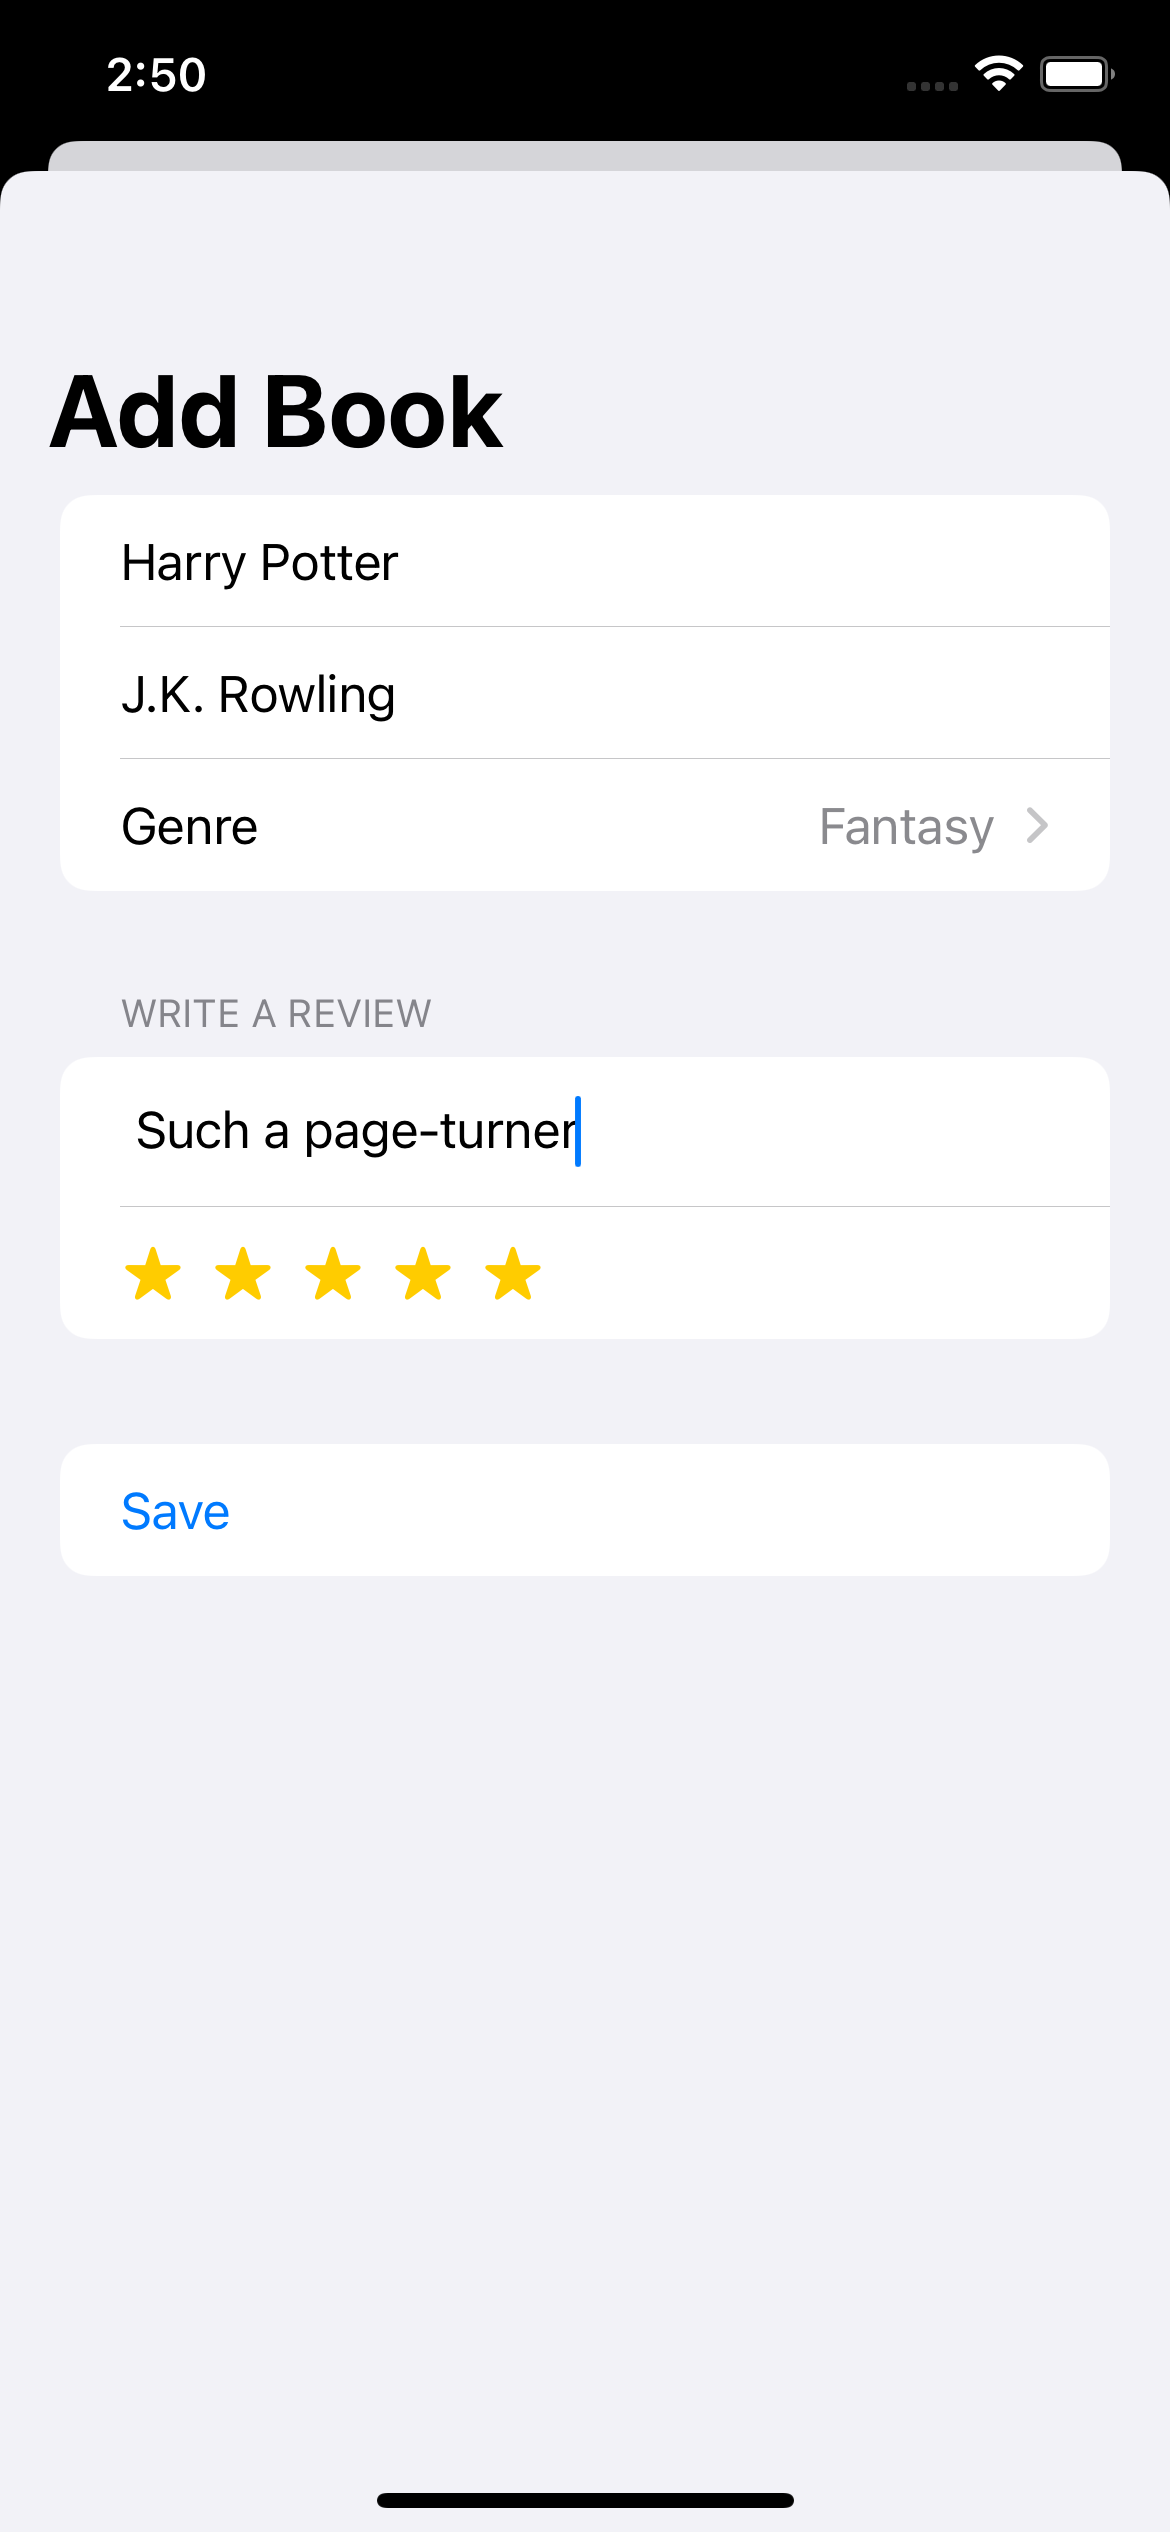 2:50
Add Book
Harry Potter
J.K. Rowling
Genre Fantasy
WRITE A REVIEW
Such a page-turner
Save